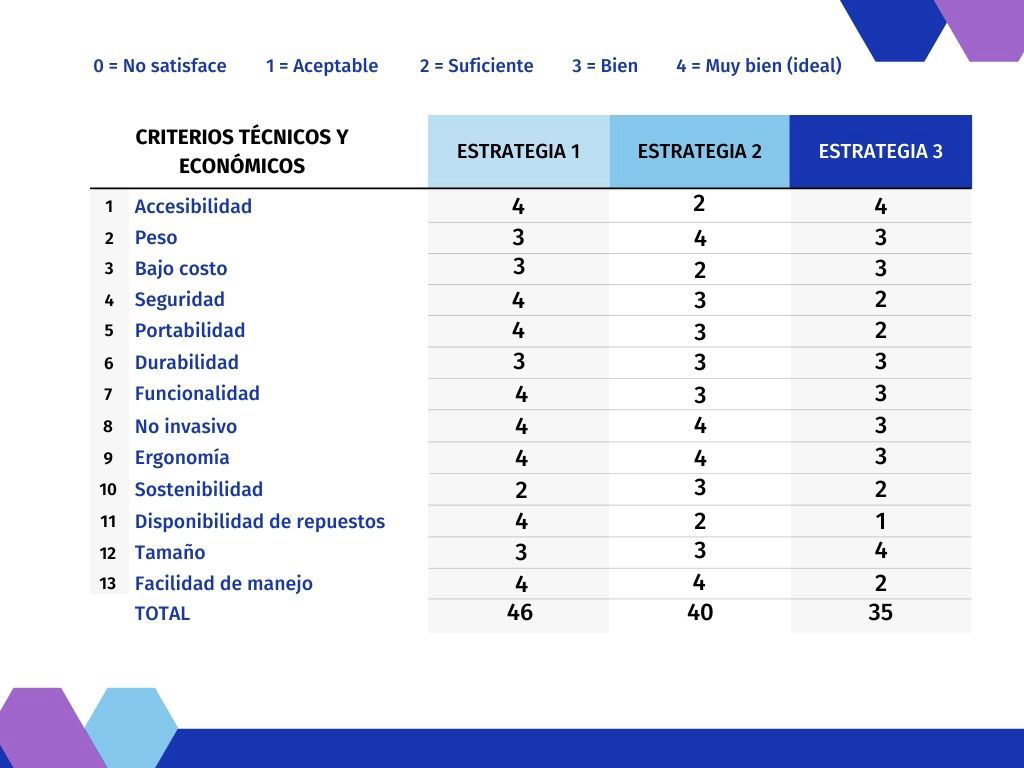 0 = No satisface 1 = Aceptable 2 = Suficiente 3 = Bien 4 = Muy bien (ideal)
CRITERIOS TÉCNICOS Y
ECONÓMICOS
ESTRATEGIA 1 ESTRATEGIA 2 ESTRATEGIA 3
1 Accesibilidad 4 2 4
2 Peso 3 4 3
3 Bajo costo 3 2 3
4 Seguridad 4 3 2
5 Portabilidad 4 3 2
6 Durabilidad 3 3 3
7 Funcionalidad 4 3 3
8 No invasivo 4 4 3
9 Ergonomía 4 4 3
10 Sostenibilidad 2 3 2
11 Disponibilidad de repuestos 4 2 1
12 Tamaño 3 3 4
13 Facilidad de manejo 4 4 2
TOTAL 46 40 35